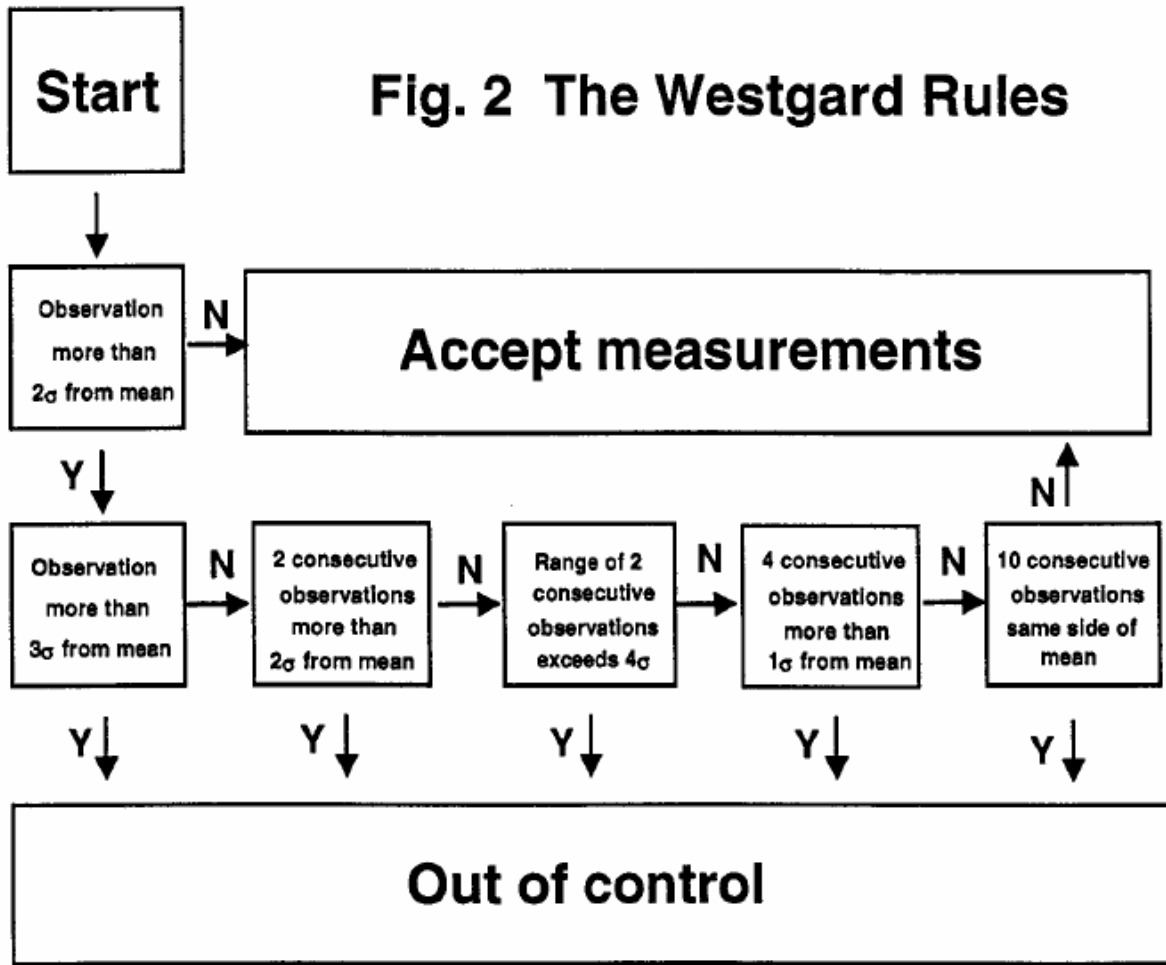 Start
Fig. 2 The Westgard Rules
Observation
more than
2σ from mean
N
Accept measurements
Y
N
Observation
more than
3σ from mean
N
2 consecutive
observations
more than
2σ from mean
N
Range of 2
consecutive
observations
exceeds 4σ
N
4 consecutive
observations
more than
1σ from mean
N
10 consecutive
observations
same side of
mean
Y
Y
Y
Y
Y
Out of control